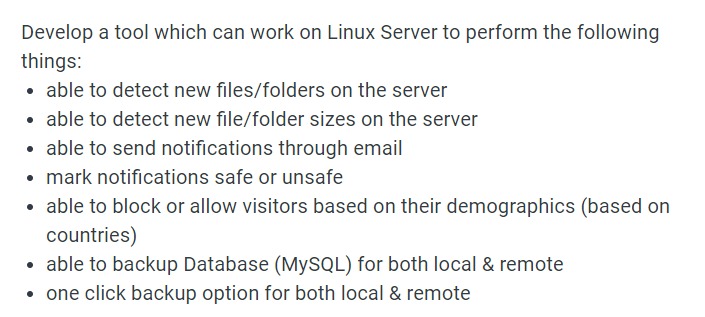 Develop a tool which can work on Linux Server to perform the following
things:
• able to detect new files/folders on the server
• able to detect new file/folder sizes on the server
• able to send notifications through email
• mark notifications safe or unsafe
• able to block or allow visitors based on their demographics (based on
countries)
• able to backup Database (MySQL) for both local & remote
• one click backup option for both local & remote